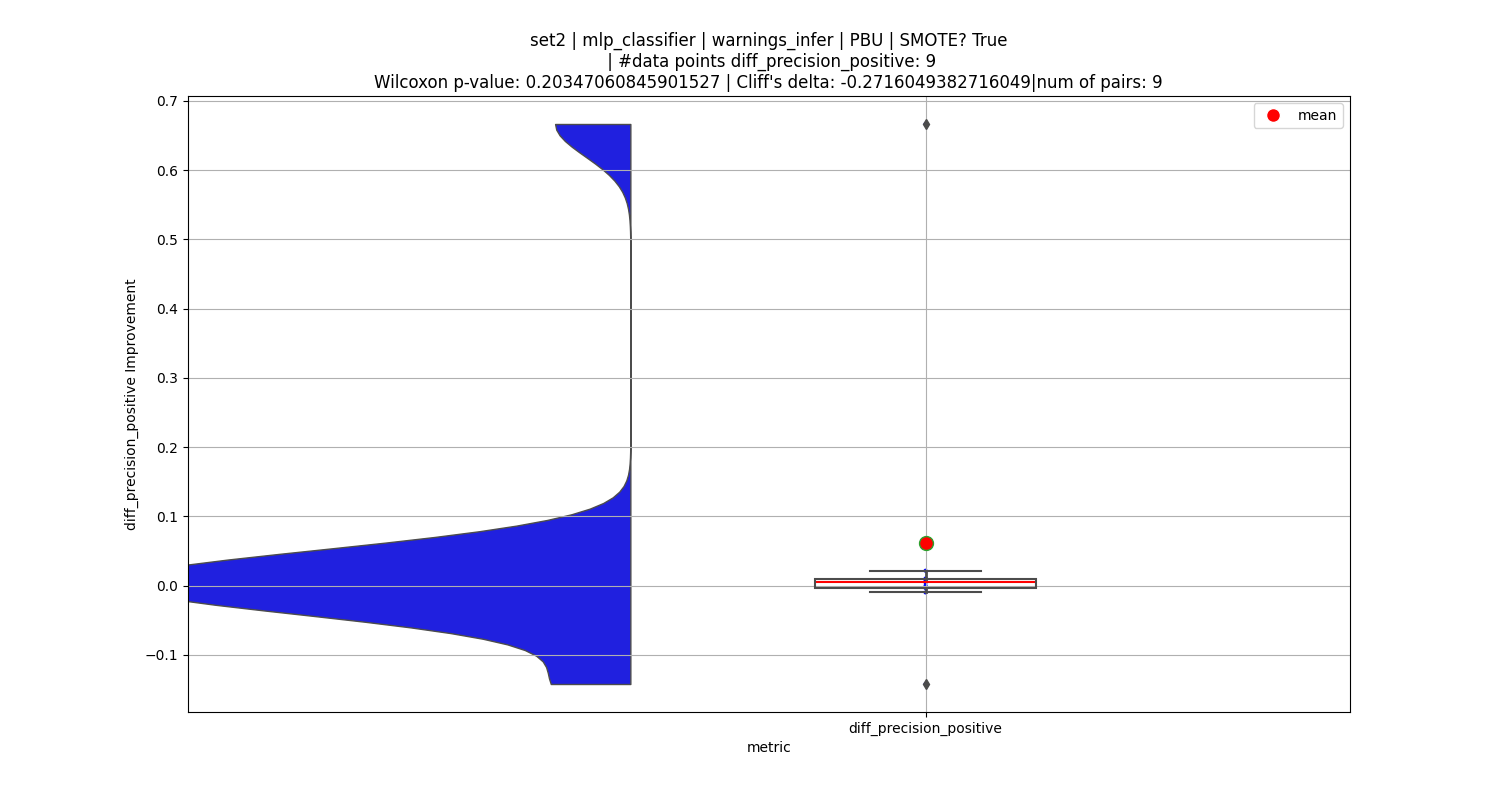 set2 | mlp_classifier | warnings_infer | PBU | SMOTE? True
| #data points diff_precision_positive: 9
Wilcoxon p-value: 0.20347060845901527 | Cliff's delta: -0.2716049382716049|num of pairs: 9
mean
0.7
0.6
0.5
0.4
0.3
0.2
0.1
0.0
−0.1
diff_precision_positive Improvement
diff_precision_positive
metric